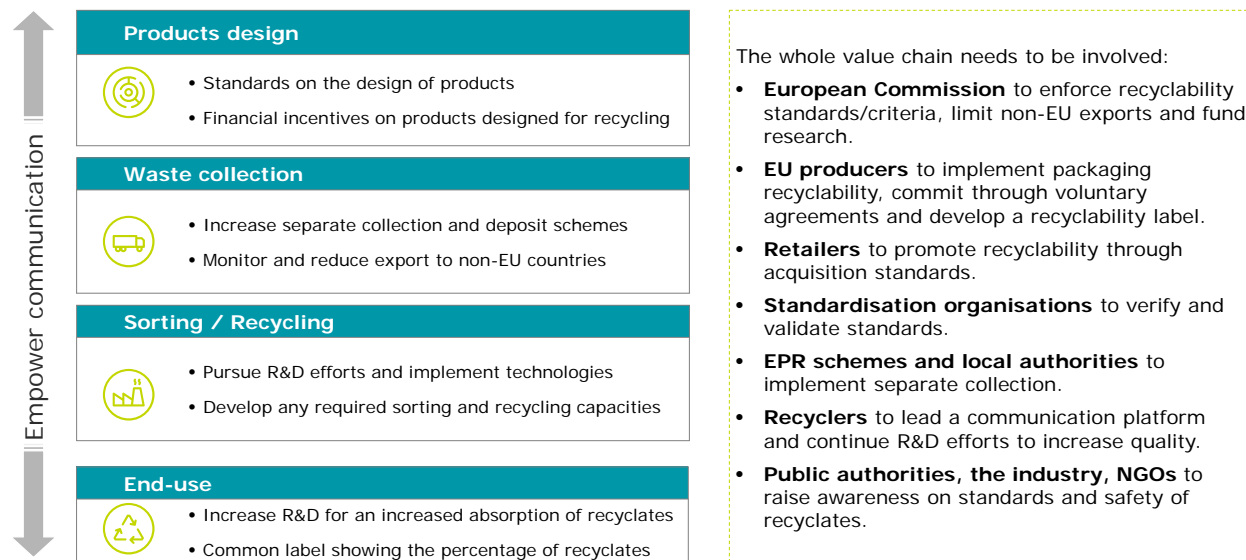 Empower communication
Products design
• Standards on the design of products
• Financial incentives on products designed for recycling
Waste collection
• Increase separate collection and deposit schemes
• Monitor and reduce export to non-EU countries
Sorting / Recycling
• Pursue R&D efforts and implement technologies
• Develop any required sorting and recycling capacities
End-use
• Increase R&D for an increased absorption of recyclates
• Common label showing the percentage of recyclates
The whole value chain needs to be involved:
• European Commission to enforce recyclability
standards/criteria, limit non-EU exports and fund
research.
• EU producers to implement packaging
recyclability, commit through voluntary
agreements and develop a recyclability label.
• Retailers to promote recyclability through
acquisition standards.
• Standardisation organisations to verify and
validate standards.
• EPR schemes and local authorities to
implement separate collection.
• Recyclers to lead a communication platform
and continue R&D efforts to increase quality.
• Public authorities, the industry, NGOs to
raise awareness on standards and safety of
recyclates.